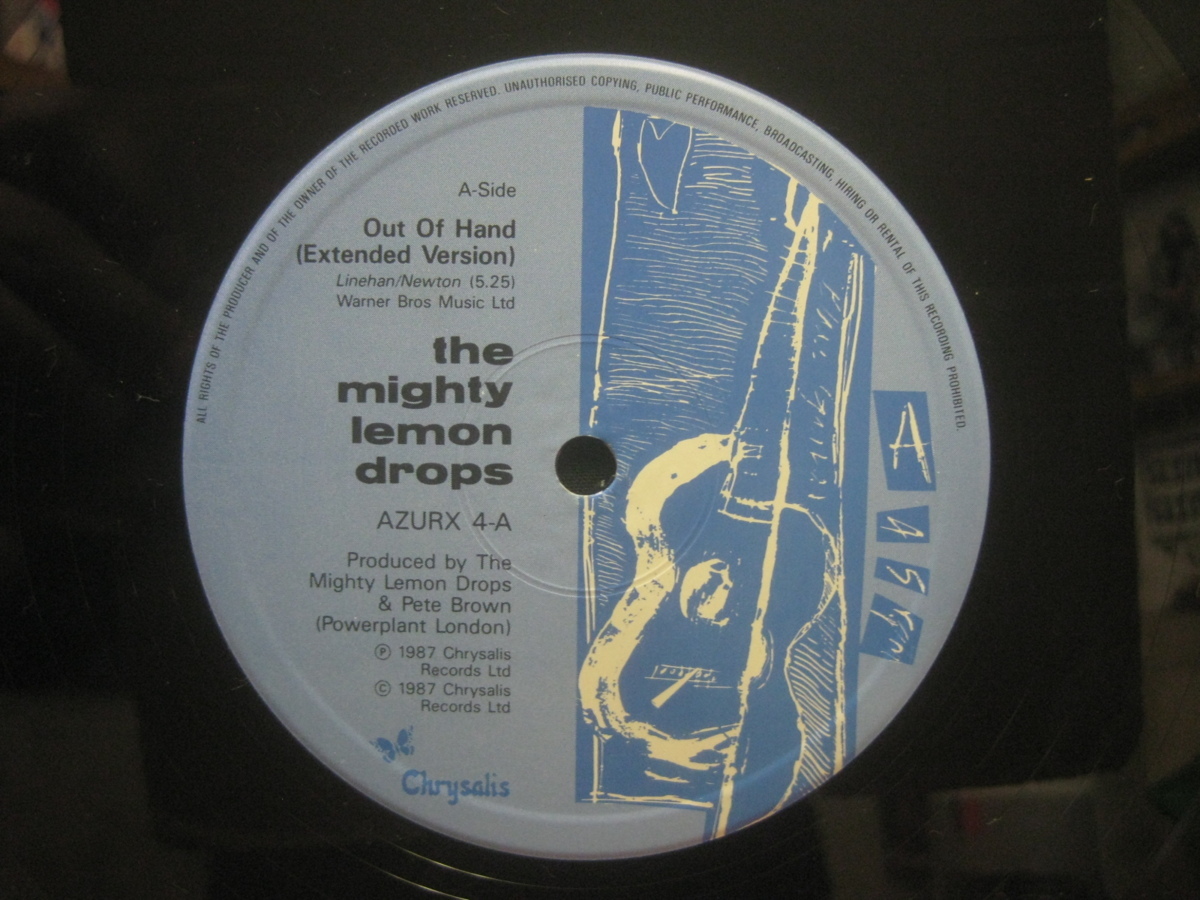 ALL RIGHTS OF THE PRODUCER AND OF THE OWNER OF THE RECORDED WORK RESERVED. UNAUTHORISED COPYING, PUBLIC PERFORMANCE, BROADCASTING, HIRING OR RENTAL OF THIS RECORDING PROHIBITED.
A-Side
Out Of Hand
(Extended Version)
Linehan/Newton (5.25)
Warner Bros Music Ltd
the
mighty
lemon
drops
AZURX 4-A
Produced by The
Mighty Lemon Drops
& Pete Brown
(Powerplant London)
Ⓟ 1987 Chrysalis
Records Ltd
© 1987 Chrysalis
Records Ltd
Chrysalis
A